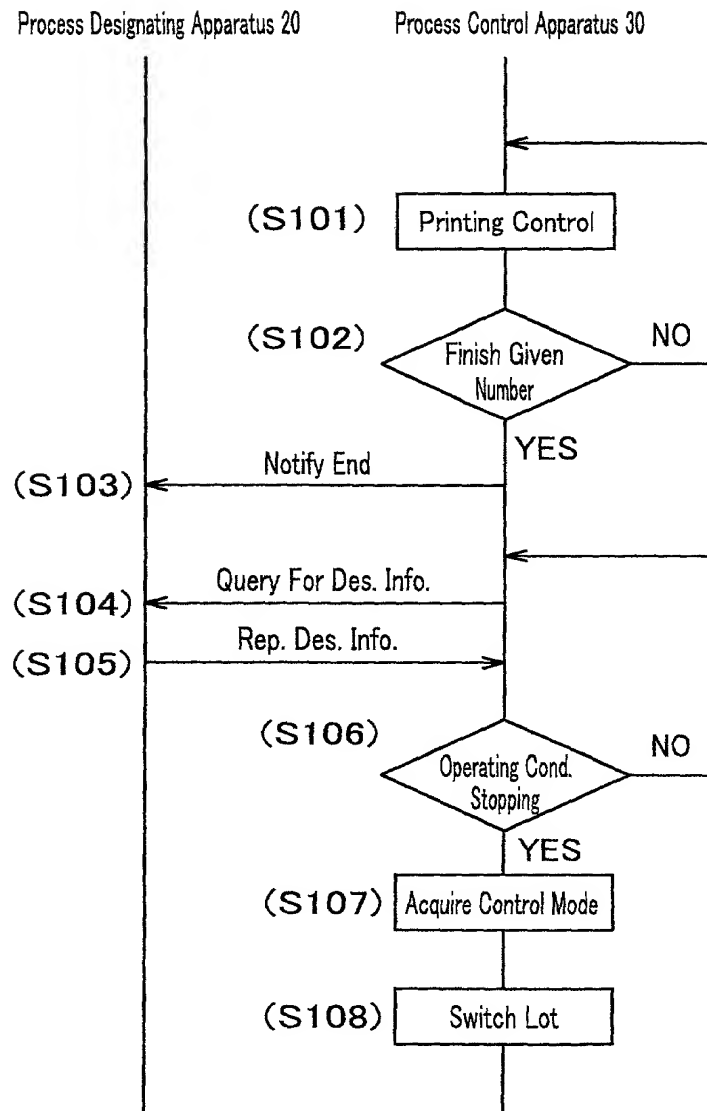 Process Designating Apparatus 20
Process Control Apparatus 30
(S101)
Printing Control
(S102)
Finish Given
Number
NO
YES
Notify End
(S103)
Query For Des. Info.
(S104)
Rep. Des. Info.
(S105)
(S106)
Operating Cond.
Stopping
NO
YES
(S107)
Acquire Control Mode
(S108)
Switch Lot